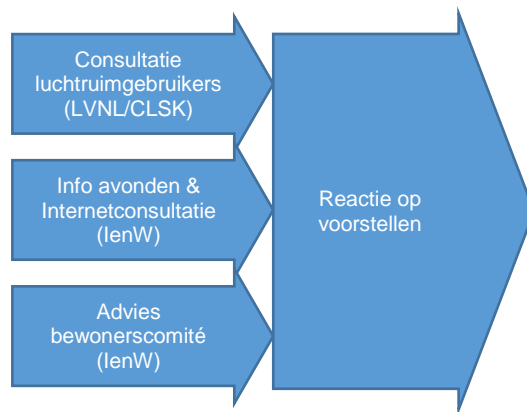 Consultatie
luchtruimgebruikers
(LVNL/CLSK)
Info avonden &
Internetconsultatie
(IenW)
Advies
bewonerscomité
(IenW)
Reactie op
voorstellen